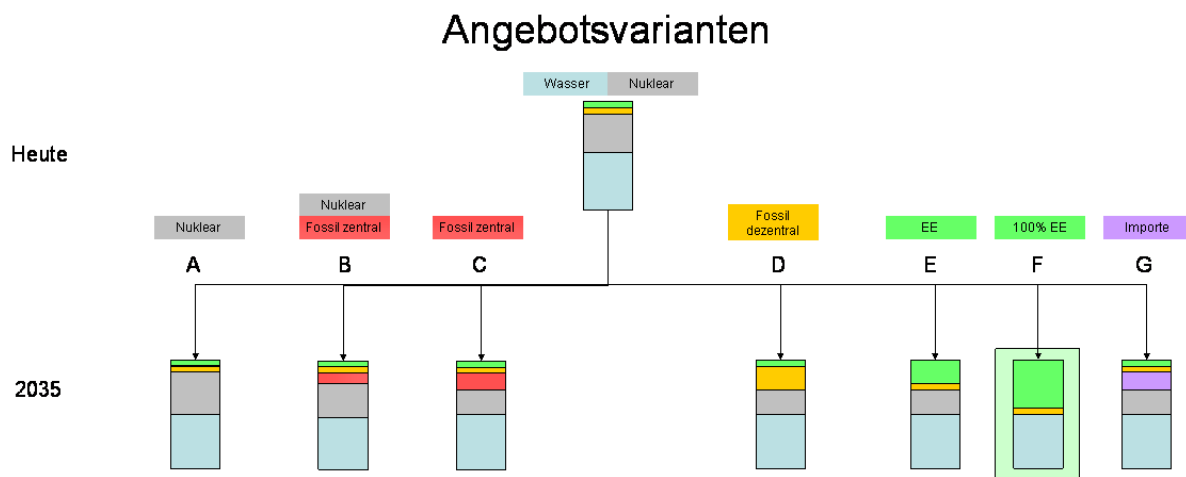 Angebotsvarianten
Wasser Nuklear
Heute
Nuklear
Nuklear
Fossil zentral
Fossil zentral
Fossil
dezentral
EE
100% EE
Importe
A B C D E F G
2035